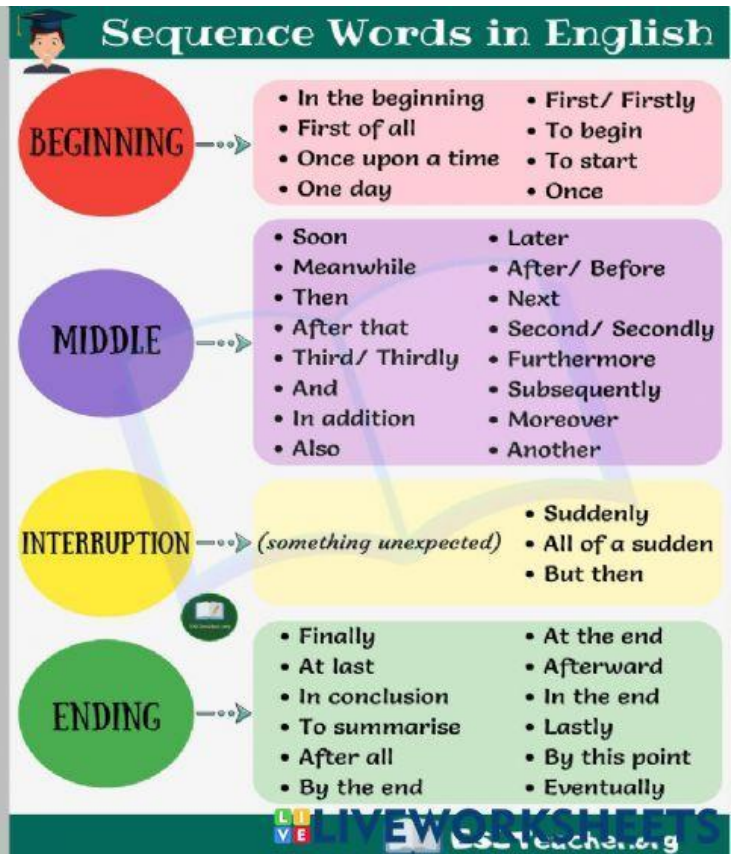 Sequence Words in English
BEGINNING
• In the beginning
• First of all
• Once upon a time
• One day
• First/ Firstly
• To begin
• To start
• Once
MIDDLE
• Soon
• Meanwhile
• Then
• After that
• Third/ Thirdly
• And
• In addition
• Also
• Later
• After/ Before
• Next
• Second/ Secondly
• Furthermore
• Subsequently
• Moreover
• Another
INTERRUPTION
(something unexpected)
• Suddenly
• All of a sudden
• But then
ENDING
• Finally
• At last
• In conclusion
• To summarise
• After all
• By the end
• At the end
• Afterward
• In the end
• Lastly
• By this point
• Eventually
LIVE LIVEWORKSHEETS